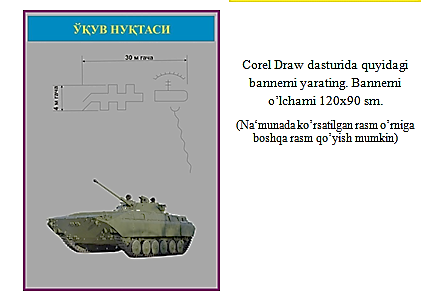 ЎҚУВ НУҚТАСИ
30 м гача
4 м гача
Corel Draw dasturida quyidagi
bannerni yarating. Bannerni
o’lchami 120x90 sm.
(Na‘munada ko’rsatilgan rasm o’rniga
boshqa rasm qo’yish mumkin)